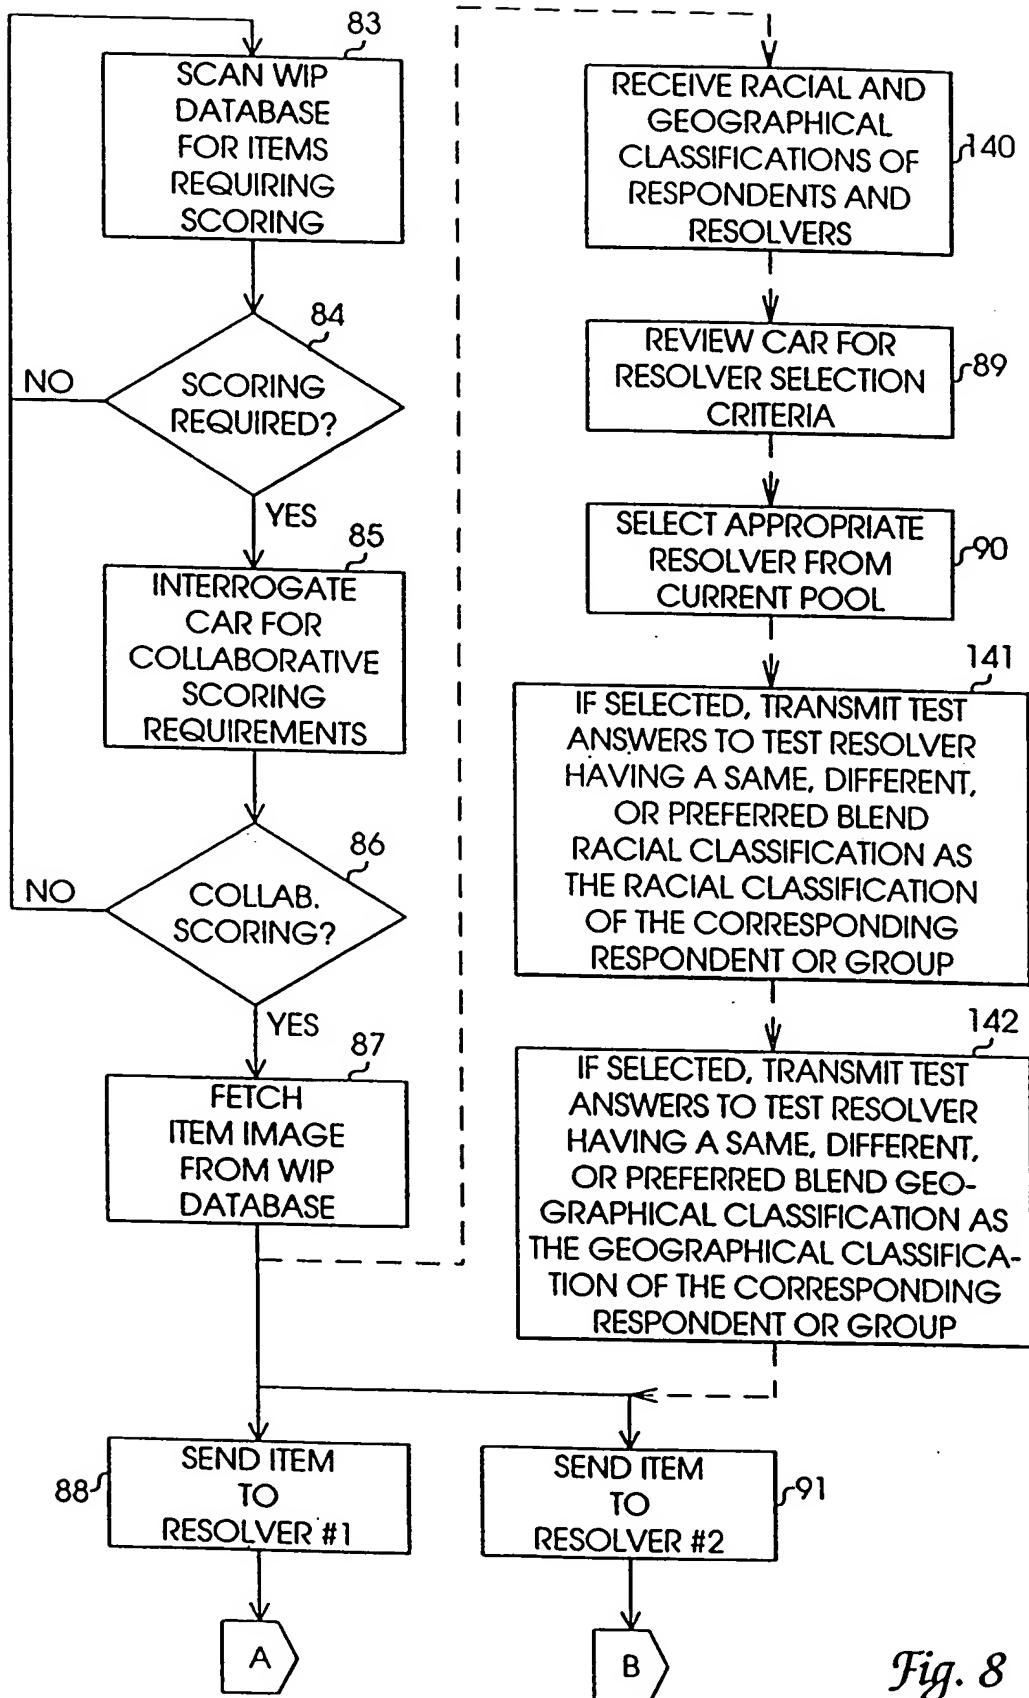 83
SCAN WIP
DATABASE
FOR ITEMS
REQUIRING
SCORING
84
NO
SCORING
REQUIRED?
YES
85
INTERROGATE
CAR FOR
COLLABORATIVE
SCORING
REQUIREMENTS
86
NO
COLLAB.
SCORING?
YES
87
FETCH
ITEM IMAGE
FROM WIP
DATABASE
RECEIVE RACIAL AND
GEOGRAPHICAL
CLASSIFICATIONS OF
RESPONDENTS AND
RESOLVERS
140
REVIEW CAR FOR
RESOLVER SELECTION
CRITERIA
89
SELECT APPROPRIATE
RESOLVER FROM
CURRENT POOL
90
141
IF SELECTED, TRANSMIT TEST
ANSWERS TO TEST RESOLVER
HAVING A SAME, DIFFERENT,
OR PREFERRED BLEND
RACIAL CLASSIFICATION AS
THE RACIAL CLASSIFICATION
OF THE CORRESPONDING
RESPONDENT OR GROUP
142
IF SELECTED, TRANSMIT TEST
ANSWERS TO TEST RESOLVER
HAVING A SAME, DIFFERENT,
OR PREFERRED BLEND GEO-
GRAPHICAL CLASSIFICATION AS
THE GEOGRAPHICAL CLASSIFICA-
TION OF THE CORRESPONDING
RESPONDENT OR GROUP
88
SEND ITEM
TO
RESOLVER #1
A
SEND ITEM
TO
RESOLVER #2
91
B
Fig. 8